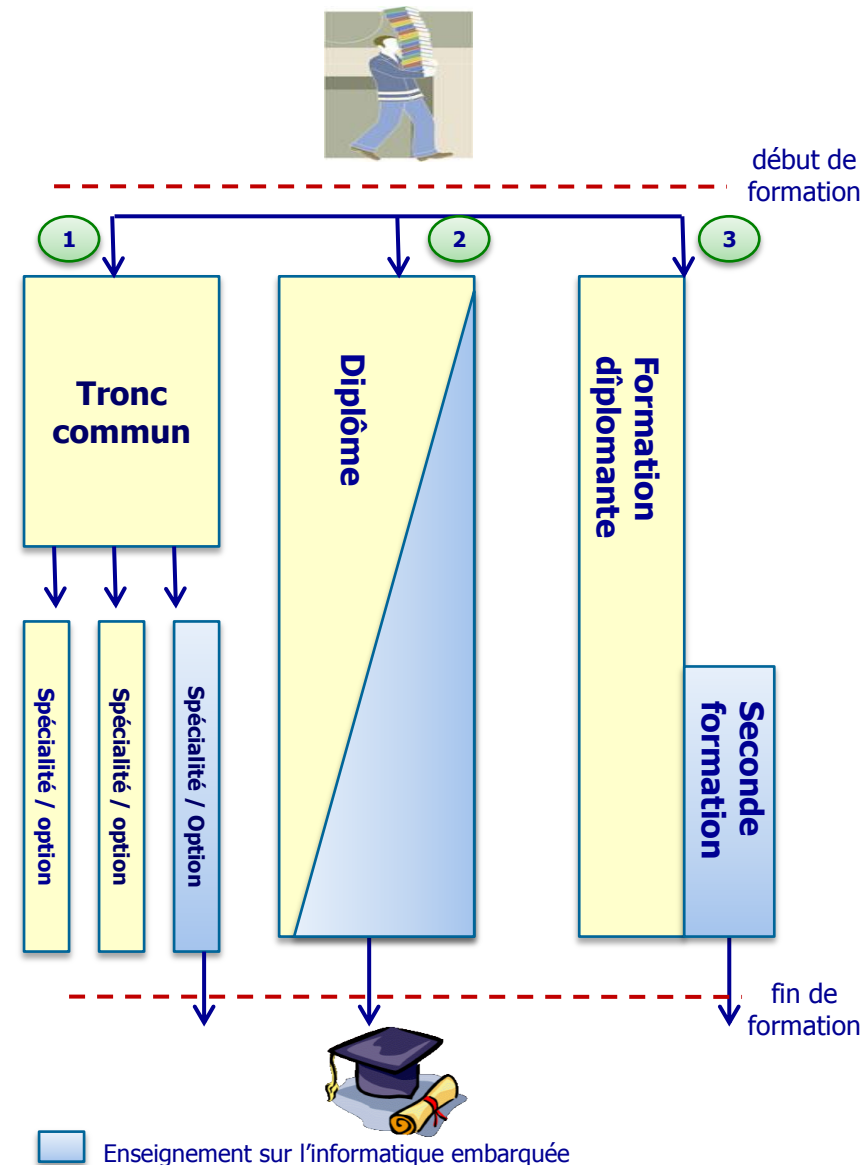 début de
formation
1
2
3
Tronc
commun
Diplôme
Formation
dîplomante
Spécialité / option
Spécialité / option
Spécialité / Option
Seconde
formation
fin de
formation
Enseignement sur l’informatique embarquée